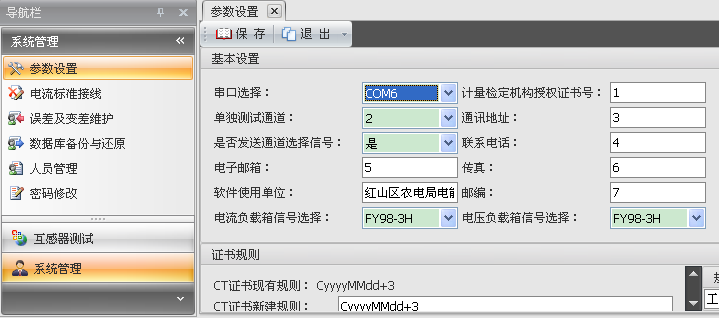 导航栏
系统管理
参数设置
电流标准接线
误差及变差维护
数据库备份与还原
人员管理
密码修改
互感器测试
系统管理
参数设置
保 存 退 出
基本设置
串口选择： COM6 计量检定机构授权证书号： 1
单独测试通道： 2 通讯地址： 3
是否发送通道选择信号： 是 联系电话： 4
电子邮箱： 5 传真： 6
软件使用单位： 红山区农电局电能 邮编： 7
电流负载箱信号选择： FY98-3H 电压负载箱信号选择： FY98-3H
证书规则
CT证书现有规则： CyyyyMMdd+3
CT证书新建规则： CyyyyMMdd+3